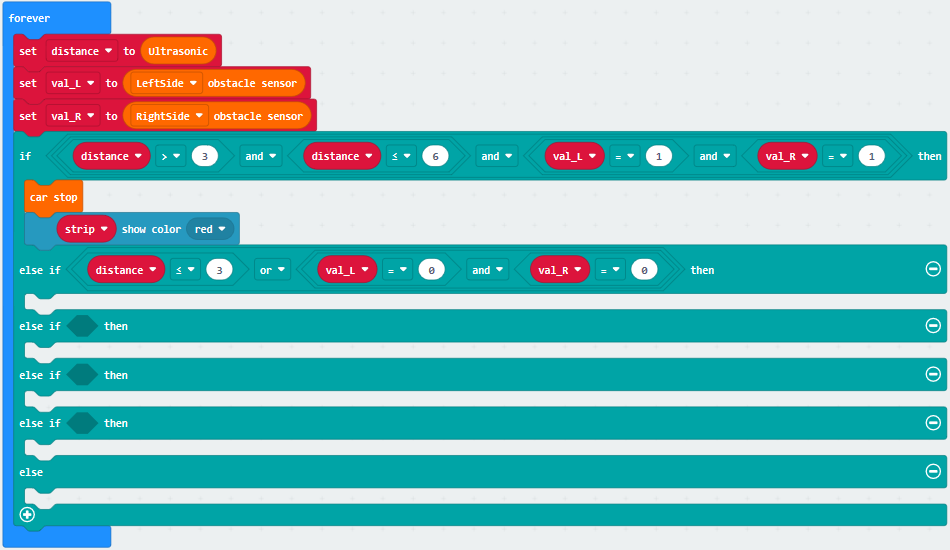 forever
set distance to Ultrasonic
set val_L to LeftSide obstacle sensor
set val_R to RightSide obstacle sensor
if distance > 3 and distance ≤ 6 and val_L = 1 and val_R = 1 then
car stop
strip show color red
else if distance ≤ 3 or val_L = 0 and val_R = 0 then
else if then
else if then
else if then
else